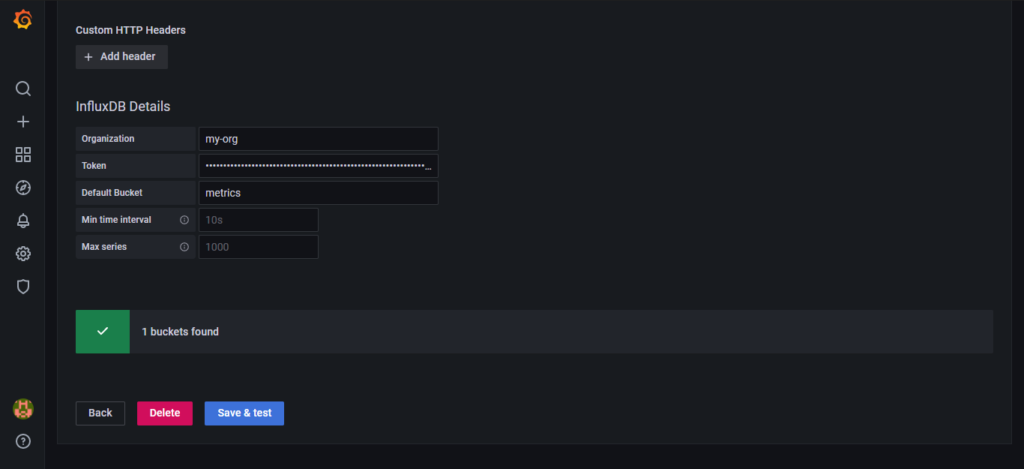 Custom HTTP Headers
+ Add header
InfluxDB Details
Organization my-org
Token ••••••••••••••••••••••••••••••••••••••••••••••••••••••••••••••...
Default Bucket metrics
Min time interval 10s
Max series 1000
1 buckets found
Back Delete Save & test